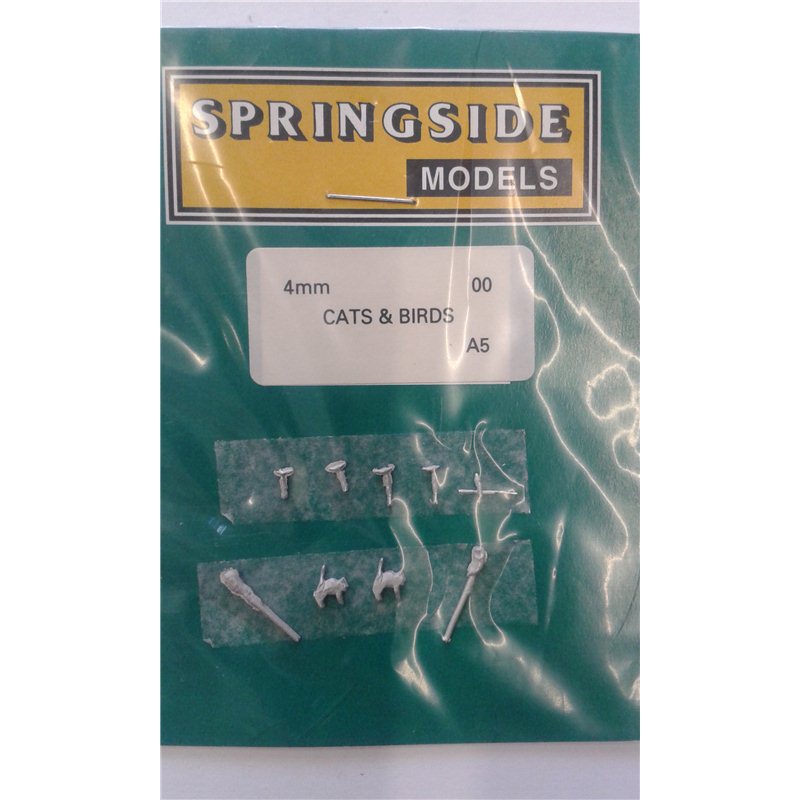 SPRINGSIDE
MODELS
4mm 00
CATS & BIRDS
A5